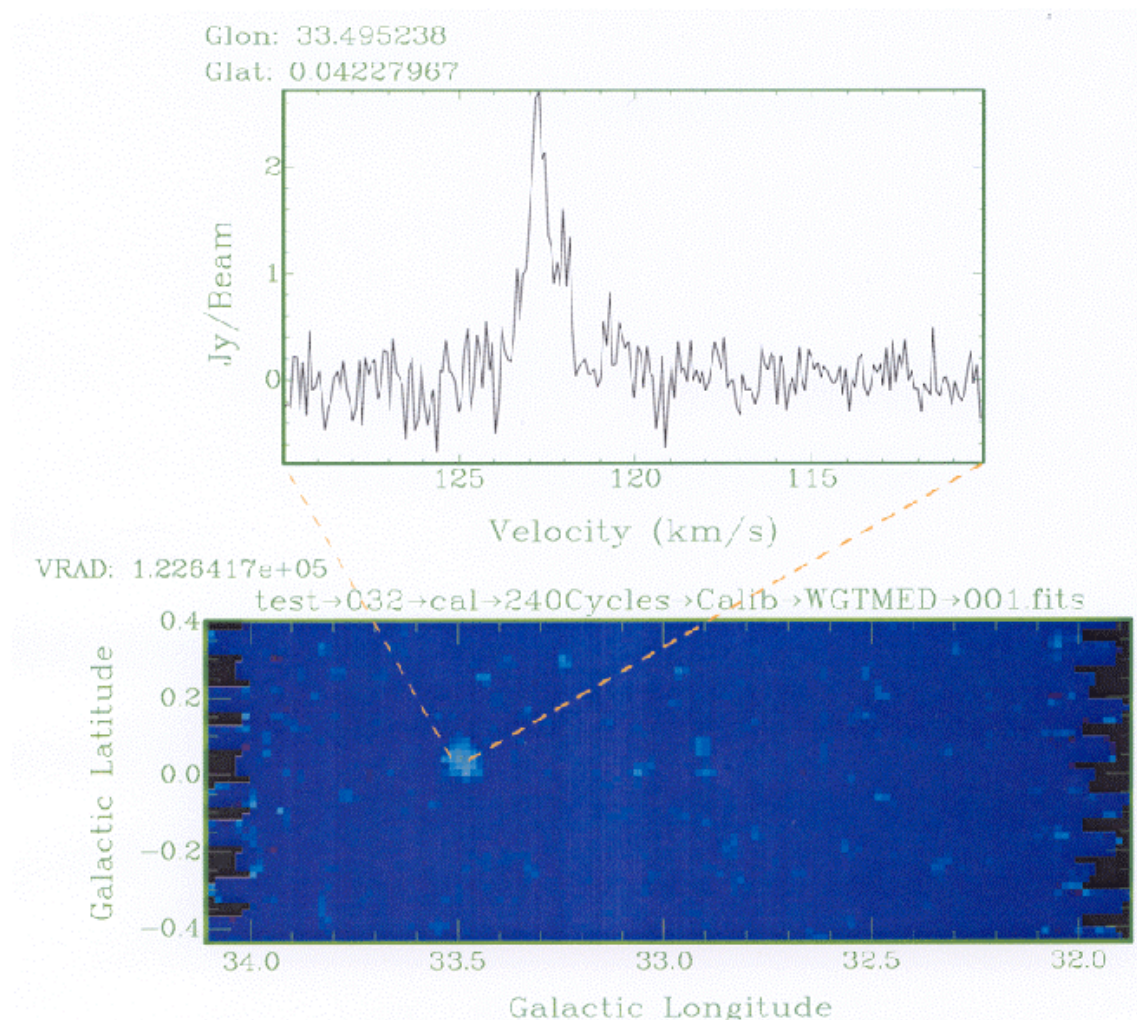 Glon: 33.495238
Glat: 0.04227967
2
1
0
Jy/Beam
125 120 115
Velocity (km/s)
VRAD: 1.226417e+05
test→032→cal→240Cycles→Calib→WGTMED→001.fits
0.4
0.2
0.0
−0.2
−0.4
Galactic Latitude
34.0 33.5 33.0 32.5 32.0
Galactic Longitude